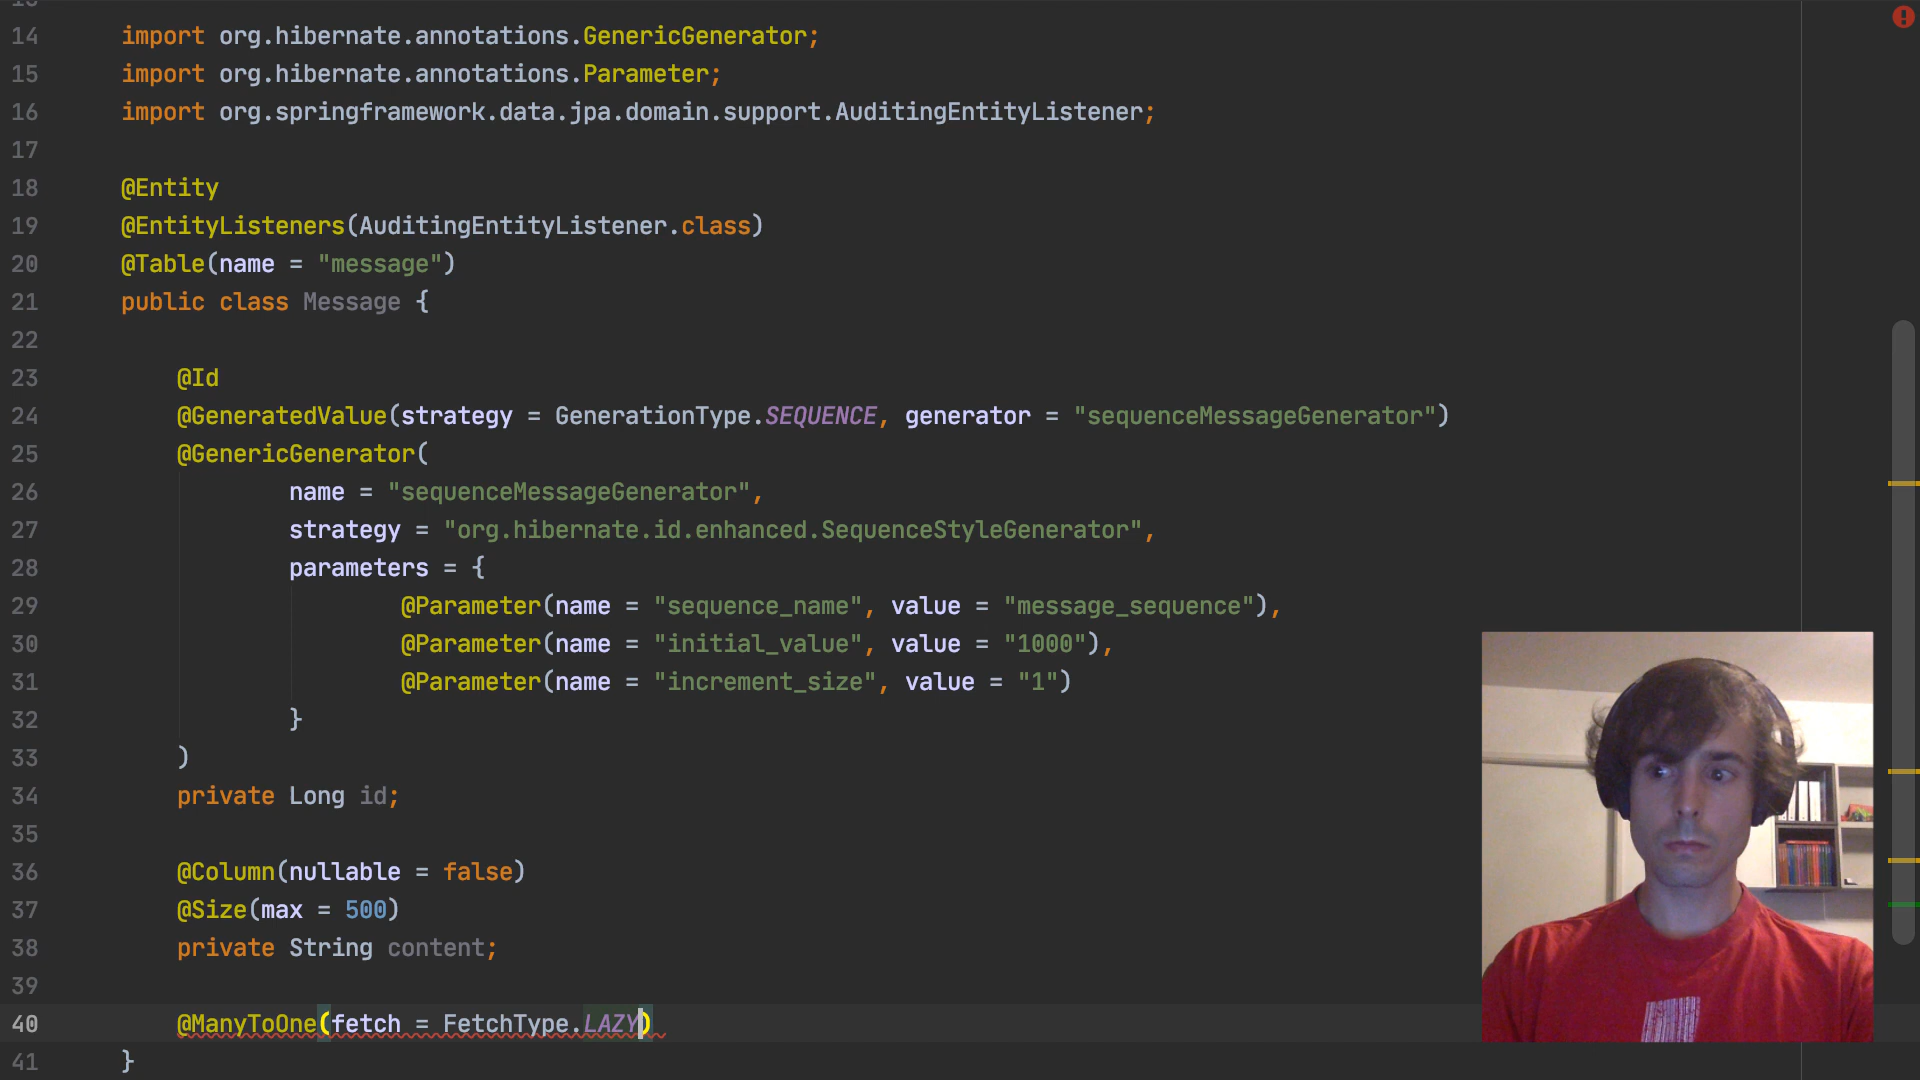 14 import org.hibernate.annotations.GenericGenerator;
15 import org.hibernate.annotations.Parameter;
16 import org.springframework.data.jpa.domain.support.AuditingEntityListener;
17
18 @Entity
19 @EntityListeners(AuditingEntityListener.class)
20 @Table(name = "message")
21 public class Message {
22
23 @Id
24 @GeneratedValue(strategy = GenerationType.SEQUENCE, generator = "sequenceMessageGenerator")
25 @GenericGenerator(
26 name = "sequenceMessageGenerator",
27 strategy = "org.hibernate.id.enhanced.SequenceStyleGenerator",
28 parameters = {
29 @Parameter(name = "sequence_name", value = "message_sequence"),
30 @Parameter(name = "initial_value", value = "1000"),
31 @Parameter(name = "increment_size", value = "1")
32 }
33 )
34 private Long id;
35
36 @Column(nullable = false)
37 @Size(max = 500)
38 private String content;
39
40 @ManyToOne(fetch = FetchType.LAZY)
41 }